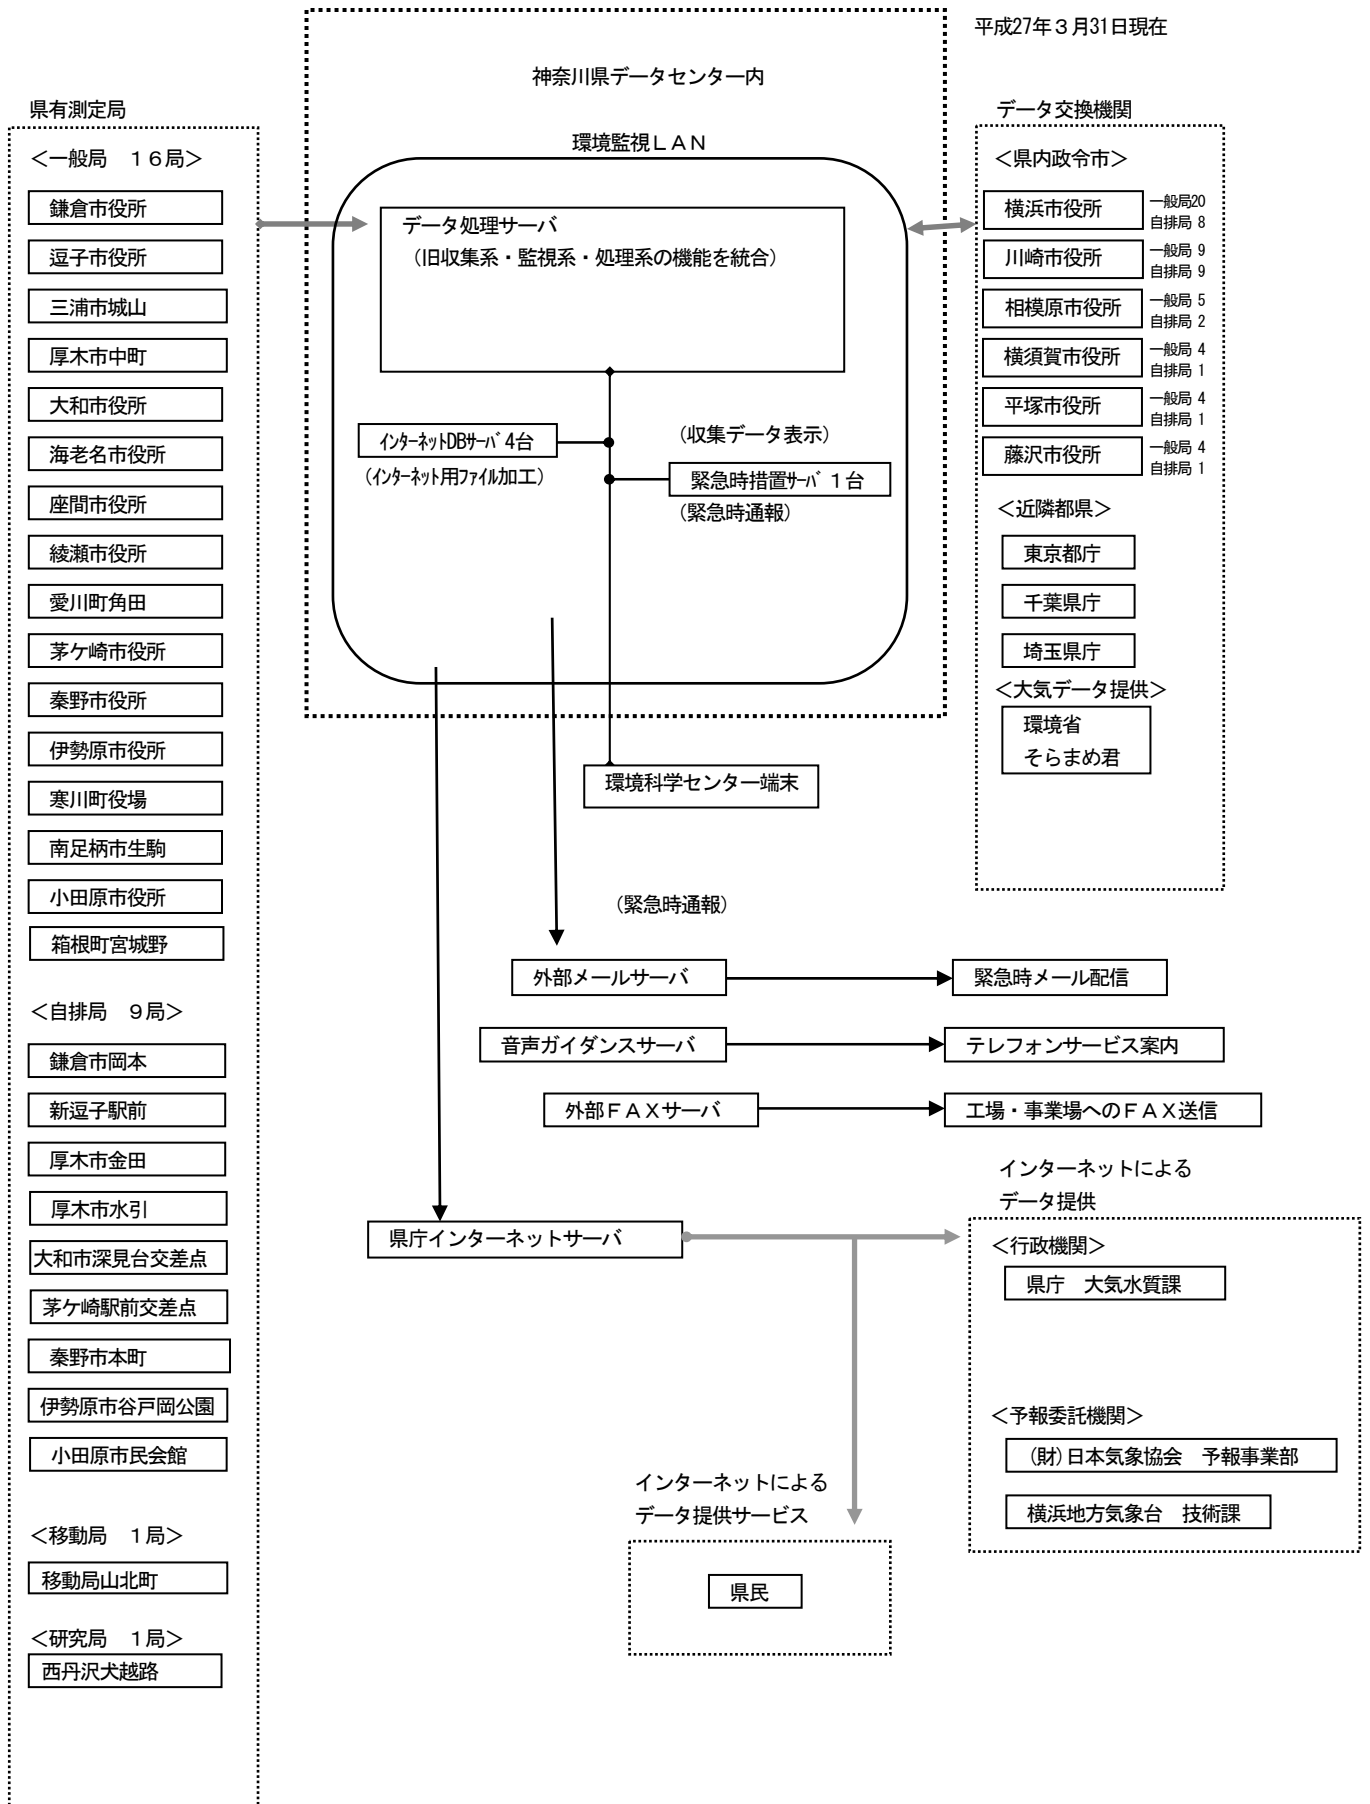 平成27年３月31日現在
神奈川県データセンター内
県有測定局
＜一般局　１６局＞
鎌倉市役所
逗子市役所
三浦市城山
厚木市中町
大和市役所
海老名市役所
座間市役所
綾瀬市役所
愛川町角田
茅ケ崎市役所
秦野市役所
伊勢原市役所
寒川町役場
南足柄市生駒
小田原市役所
箱根町宮城野
＜自排局　９局＞
鎌倉市岡本
新逗子駅前
厚木市金田
厚木市水引
大和市深見台交差点
茅ケ崎駅前交差点
秦野市本町
伊勢原市谷戸岡公園
小田原市民会館
＜移動局　１局＞
移動局山北町
＜研究局　１局＞
西丹沢犬越路
環境監視ＬＡＮ
データ処理サーバ
（旧収集系・監視系・処理系の機能を統合）
ｲﾝﾀｰﾈｯﾄDBｻｰﾊﾞ４台
（ｲﾝﾀｰﾈｯﾄ用ﾌｧｲﾙ加工）
（収集データ表示）
緊急時措置ｻｰﾊﾞ１台
（緊急時通報）
環境科学センター端末
（緊急時通報）
外部メールサーバ
緊急時メール配信
音声ガイダンスサーバ
テレフォンサービス案内
外部ＦＡＸサーバ
工場・事業場へのＦＡＸ送信
県庁インターネットサーバ
インターネットによる
データ提供サービス
県民
データ交換機関
＜県内政令市＞
横浜市役所
一般局20
自排局 8
川崎市役所
一般局 9
自排局 9
相模原市役所
一般局 5
自排局 2
横須賀市役所
一般局 4
自排局 1
平塚市役所
一般局 4
自排局 1
藤沢市役所
一般局 4
自排局 1
＜近隣都県＞
東京都庁
千葉県庁
埼玉県庁
＜大気データ提供＞
環境省
そらまめ君
インターネットによる
データ提供
＜行政機関＞
県庁　大気水質課
＜予報委託機関＞
（財）日本気象協会　予報事業部
横浜地方気象台　技術課